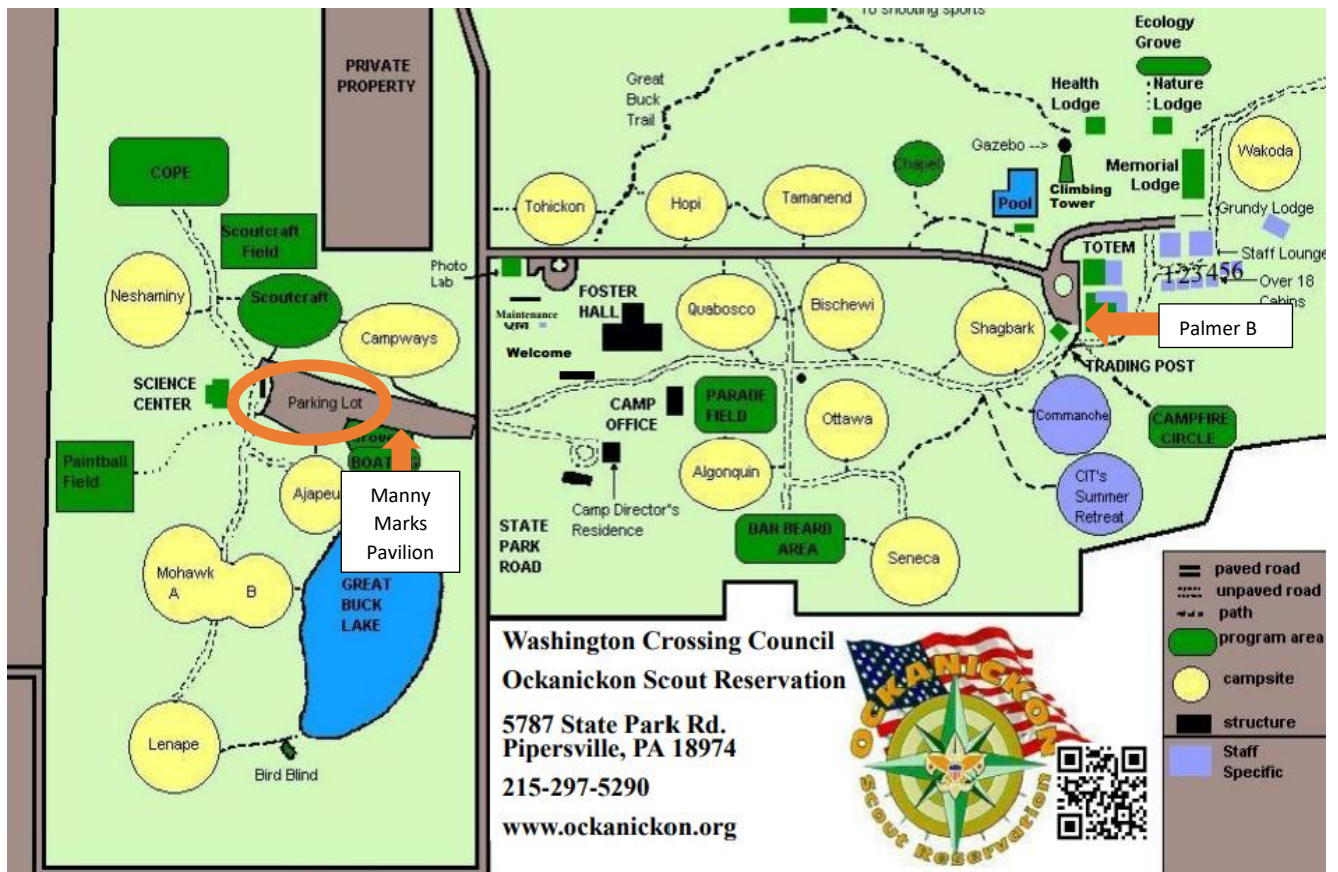 To shooting sports
Ecology
Grove
PRIVATE
PROPERTY
Great
Buck
Trail
Health
Lodge
Nature
Lodge
COPE
Gazebo -->
Chapel
Memorial
Lodge
Wakoda
Tohickon
Hopi
Tamanend
Pool
Climbing
Tower
Grundy Lodge
Scoutcraft
Field
TOTEM
Staff Lounge
Photo
Lab
123456
Over 18
Cabins
Neshaminy
Scoutcraft
FOSTER
HALL
Maintenance
QM
Quabosco
Bischewi
Shagbark
Palmer B
Campways
Welcome
TRADING POST
SCIENCE
CENTER
Parking Lot
CAMP
OFFICE
PARADE
FIELD
Ottawa
Commanche
CAMPFIRE
CIRCLE
Grove
BOATING
Paintball
Field
Ajapeu
Manny
Marks
Pavilion
Algonquin
CIT's
Summer
Retreat
Camp Director"s
Residence
STATE
PARK
ROAD
DAN BEARD
AREA
Seneca
Mohawk
A
B
GREAT
BUCK
LAKE
paved road
unpaved road
path
program area
campsite
structure
Staff
Specific
Lenape
Bird Blind
Washington Crossing Council
Ockanickon Scout Reservation
5787 State Park Rd.
Pipersville, PA 18974
215-297-5290
www.ockanickon.org
OCKANICKON
Scout Reservation